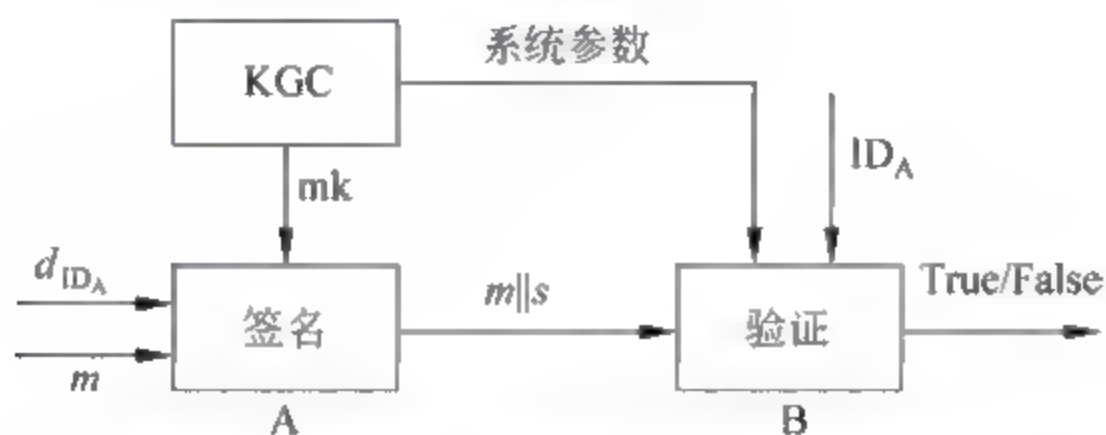 系统参数
KGC
ID_A
mk
d_ID_A
m||s
True/False
签名
验证
m
A
B